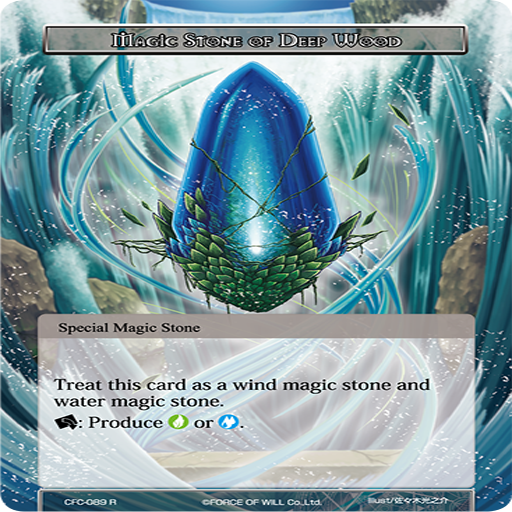 Magic Stone of Deep Wood
Special Magic Stone
Treat this card as a wind magic stone and
water magic stone.
: Produce or .
CFC-089 R ©FORCE OF WILL Co.,Ltd. Illust/佐々木光之介